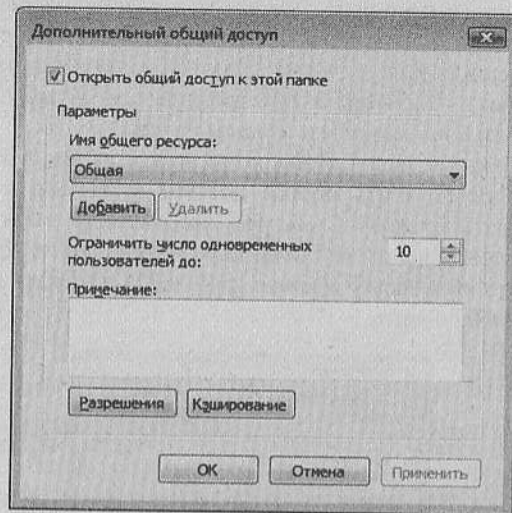 Дополнительный общий доступ
Открыть общий доступ к этой папке
Параметры
Имя общего ресурса:
Общая
Добавить Удалить
Ограничить число одновременных 10
пользователей до:
Примечание:
Разрешения Кэширование
ОК Отмена Применить